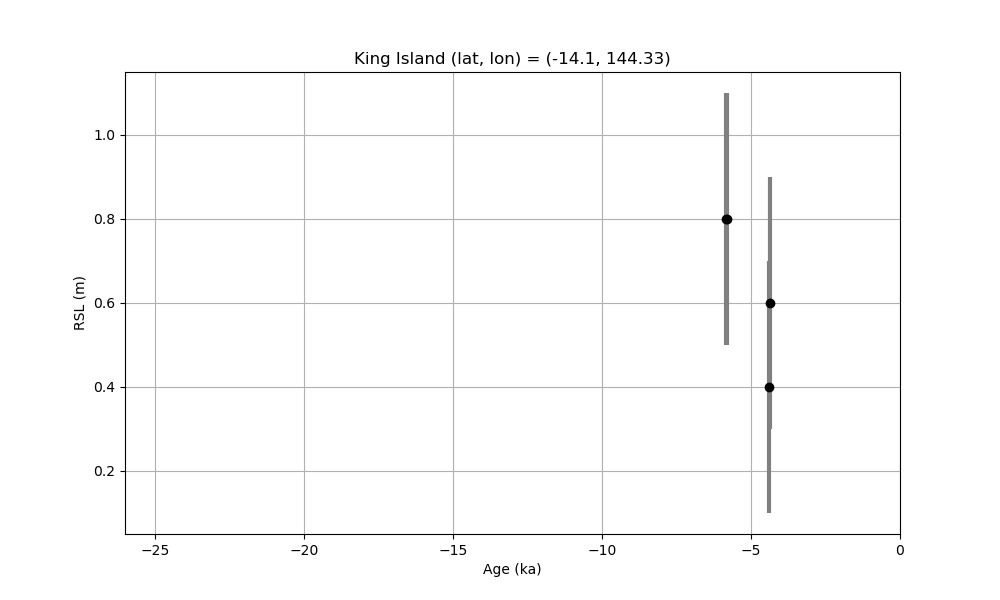 King Island (lat, lon) = (-14.1, 144.33)
RSL (m)
1.0
0.8
0.6
0.4
0.2
−25 −20 −15 −10 −5 0
Age (ka)